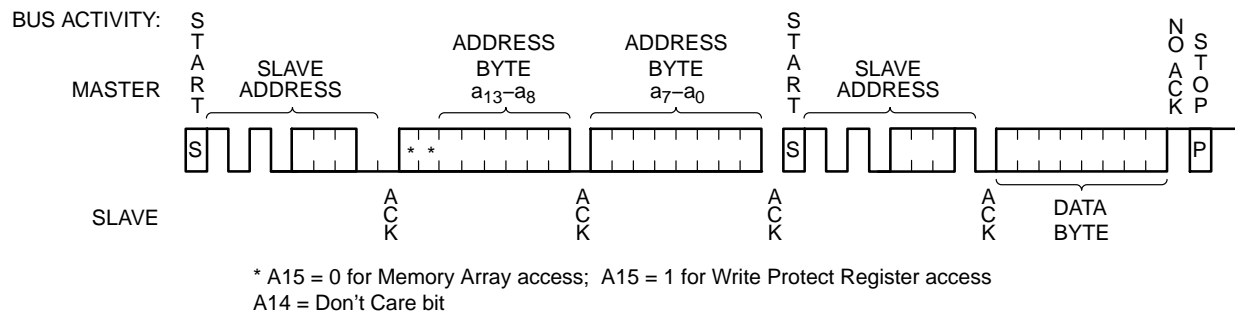 BUS ACTIVITY:
MASTER
SLAVE
START
SLAVE
ADDRESS
ADDRESS
BYTE
a13–a8
ADDRESS
BYTE
a7–a0
START
SLAVE
ADDRESS
NO ACK
STOP
S
* *
S
P
ACK
ACK
ACK
ACK
DATA
BYTE
* A15 = 0 for Memory Array access; A15 = 1 for Write Protect Register access
A14 = Don't Care bit